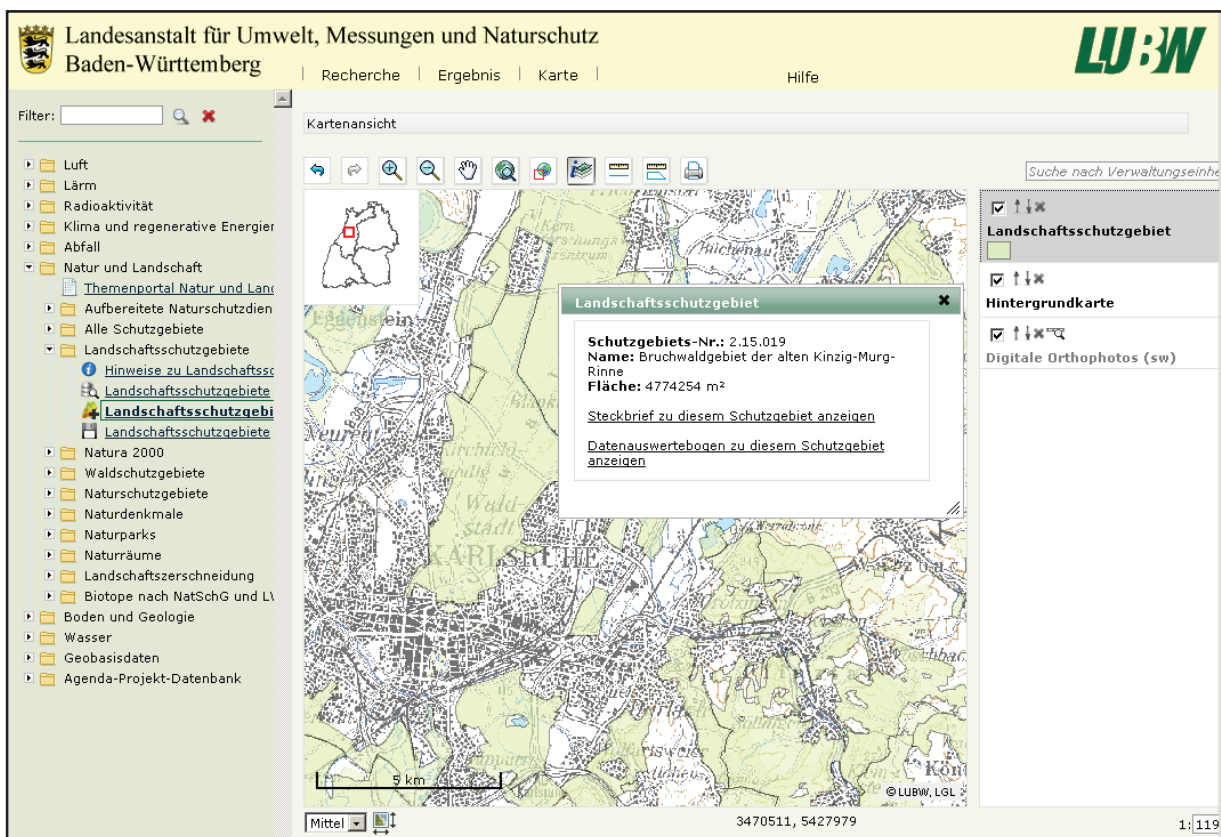 Landesanstalt für Umwelt, Messungen und Naturschutz
Baden-Württemberg
LUBW
| Recherche | Ergebnis | Karte |
Hilfe
Filter:
Luft
Lärm
Radioaktivität
Klima und regenerative Energier
Abfall
Natur und Landschaft
Themenportal Natur und Land
Aufbereitete Naturschutzdien
Alle Schutzgebiete
Landschaftsschutzgebiete
Hinweise zu Landschaftssc
Landschaftsschutzgebiete
Landschaftsschutzgebi
Landschaftsschutzgebiete
Natura 2000
Waldschutzgebiete
Naturschutzgebiete
Naturdenkmale
Naturparks
Naturräume
Landschaftszerschneidung
Biotope nach NatSchG und
Boden und Geologie
Wasser
Geobasisdaten
Agenda-Projekt-Datenbank
Kartenansicht
Suche nach Verwaltungseinhe
Büchenau
Eggenstein
Neureut
Wald-
stadt
KARLSRUHE
Landschaftsschutzgebiet
Schutzgebiets-Nr.: 2.15.019
Name: Bruchwaldgebiet der alten Kinzig-Murg-
Rinne
Fläche: 4774254 m²
Steckbrief zu diesem Schutzgebiet anzeigen
Datenauswertebogen zu diesem Schutzgebiet
anzeigen
5 km
© LUBW, LGL
Landschaftsschutzgebiet
Hintergrundkarte
Digitale Orthophotos (sw)
Mittel
3470511, 5427979
1: 119